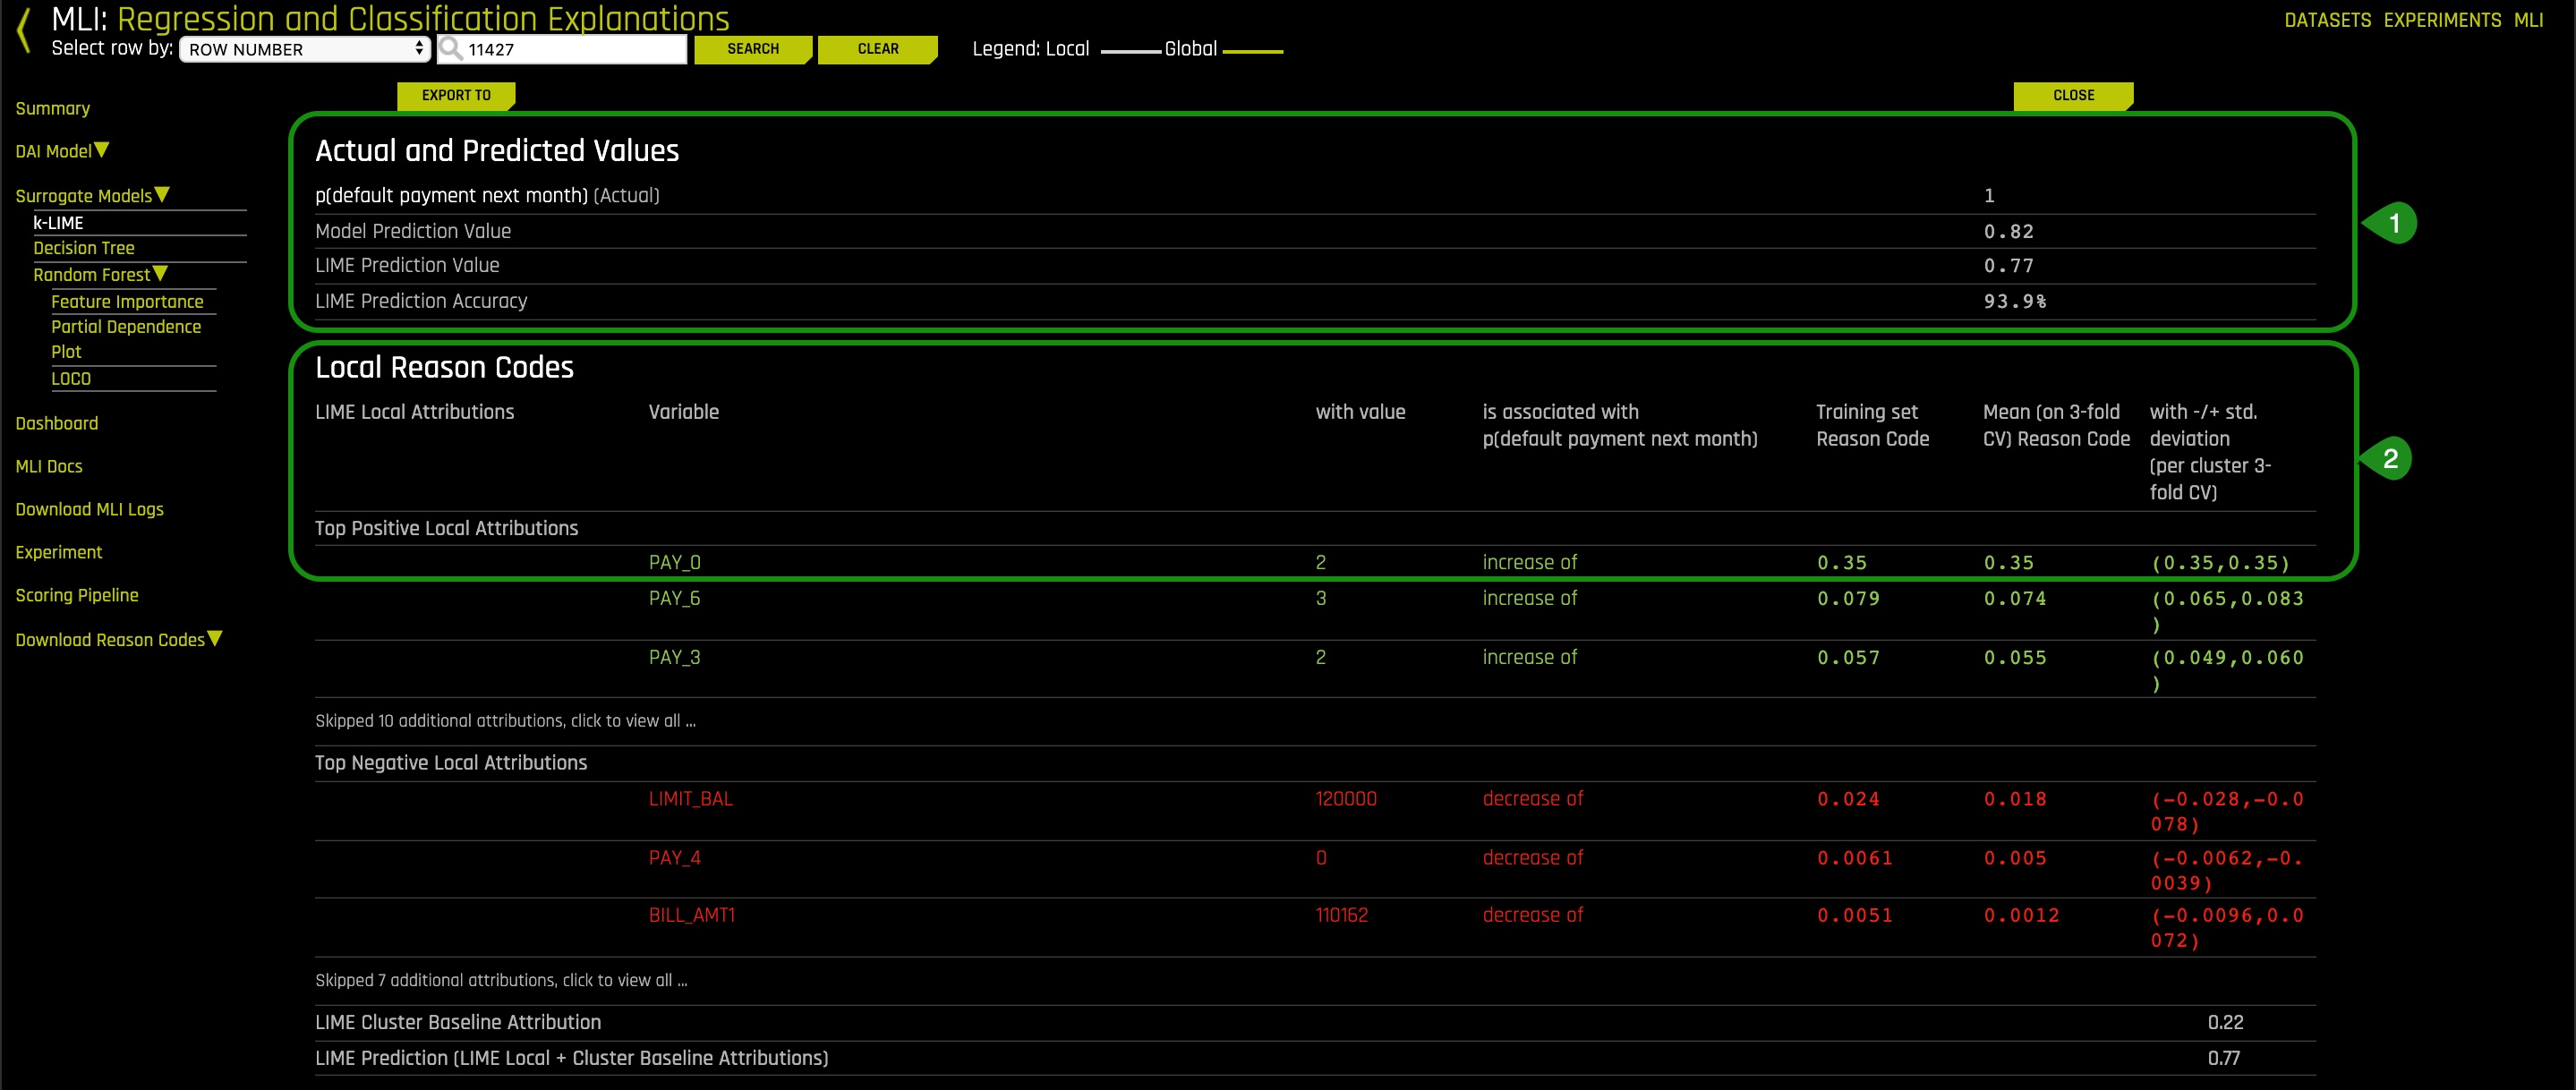 MLI: Regression and Classification Explanations
DATASETS EXPERIMENTS MLI
Select row by: ROW NUMBER 11427 SEARCH CLEAR Legend: Local Global
EXPORT TO CLOSE
Summary
DAI Model
Surrogate Models
k-LIME
Decision Tree
Random Forest
Feature Importance
Partial Dependence
Plot
LOCO
Dashboard
MLI Docs
Download MLI Logs
Experiment
Scoring Pipeline
Download Reason Codes
Actual and Predicted Values
p(default payment next month) (Actual) 1
Model Prediction Value 0.82
LIME Prediction Value 0.77
LIME Prediction Accuracy 93.9%
1
Local Reason Codes
LIME Local Attributions Variable with value is associated with Training set Mean (on 3-fold with -/+ std.
p(default payment next month) Reason Code CV) Reason Code deviation
(per cluster 3-
fold CV)
2
Top Positive Local Attributions
PAY_0 2 increase of 0.35 0.35 (0.35,0.35)
PAY_6 3 increase of 0.079 0.074 (0.065,0.083
)
PAY_3 2 increase of 0.057 0.055 (0.049,0.060
)
Skipped 10 additional attributions, click to view all ...
Top Negative Local Attributions
LIMIT_BAL 120000 decrease of 0.024 0.018 (-0.028,-0.0
078)
PAY_4 0 decrease of 0.0061 0.005 (-0.0062,-0.
0039)
BILL_AMT1 110162 decrease of 0.0051 0.0012 (-0.0096,0.0
072)
Skipped 7 additional attributions, click to view all ...
LIME Cluster Baseline Attribution 0.22
LIME Prediction (LIME Local + Cluster Baseline Attributions) 0.77